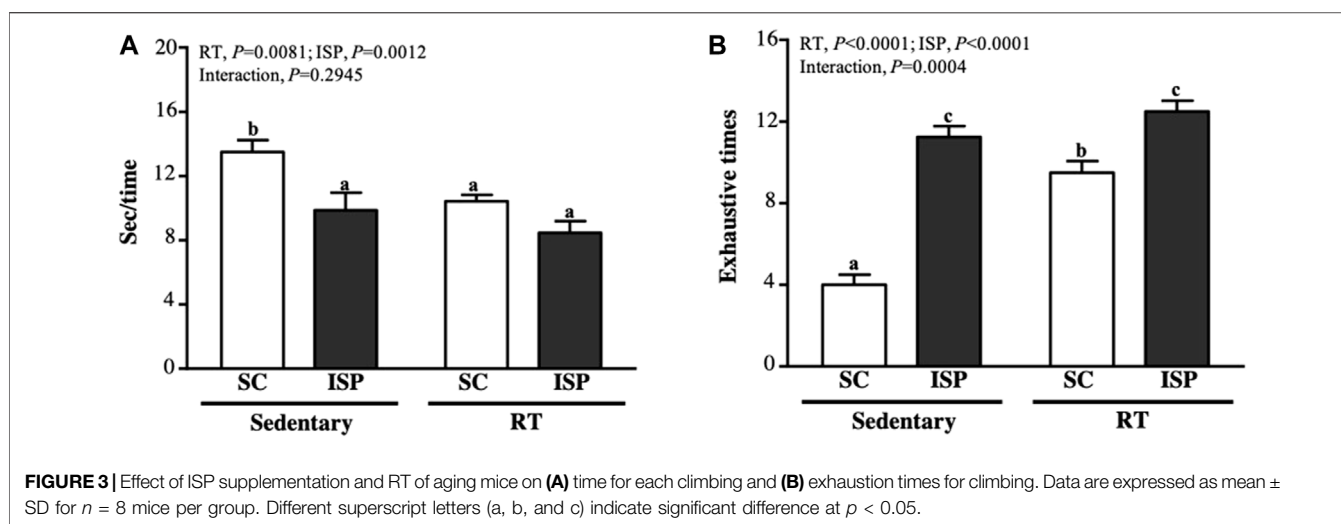 A
RT, P=0.0081; ISP, P=0.0012
Interaction, P=0.2945
Sec/time
20
16
12
8
4
0
b
a
a
a
SC ISP SC ISP
Sedentary RT
B
RT, P<0.0001; ISP, P<0.0001
Interaction, P=0.0004
Exhaustive times
16
12
8
4
0
a
c
b
c
SC ISP SC ISP
Sedentary RT
FIGURE 3 | Effect of ISP supplementation and RT of aging mice on (A) time for each climbing and (B) exhaustion times for climbing. Data are expressed as mean ±
SD for n = 8 mice per group. Different superscript letters (a, b, and c) indicate significant difference at p < 0.05.